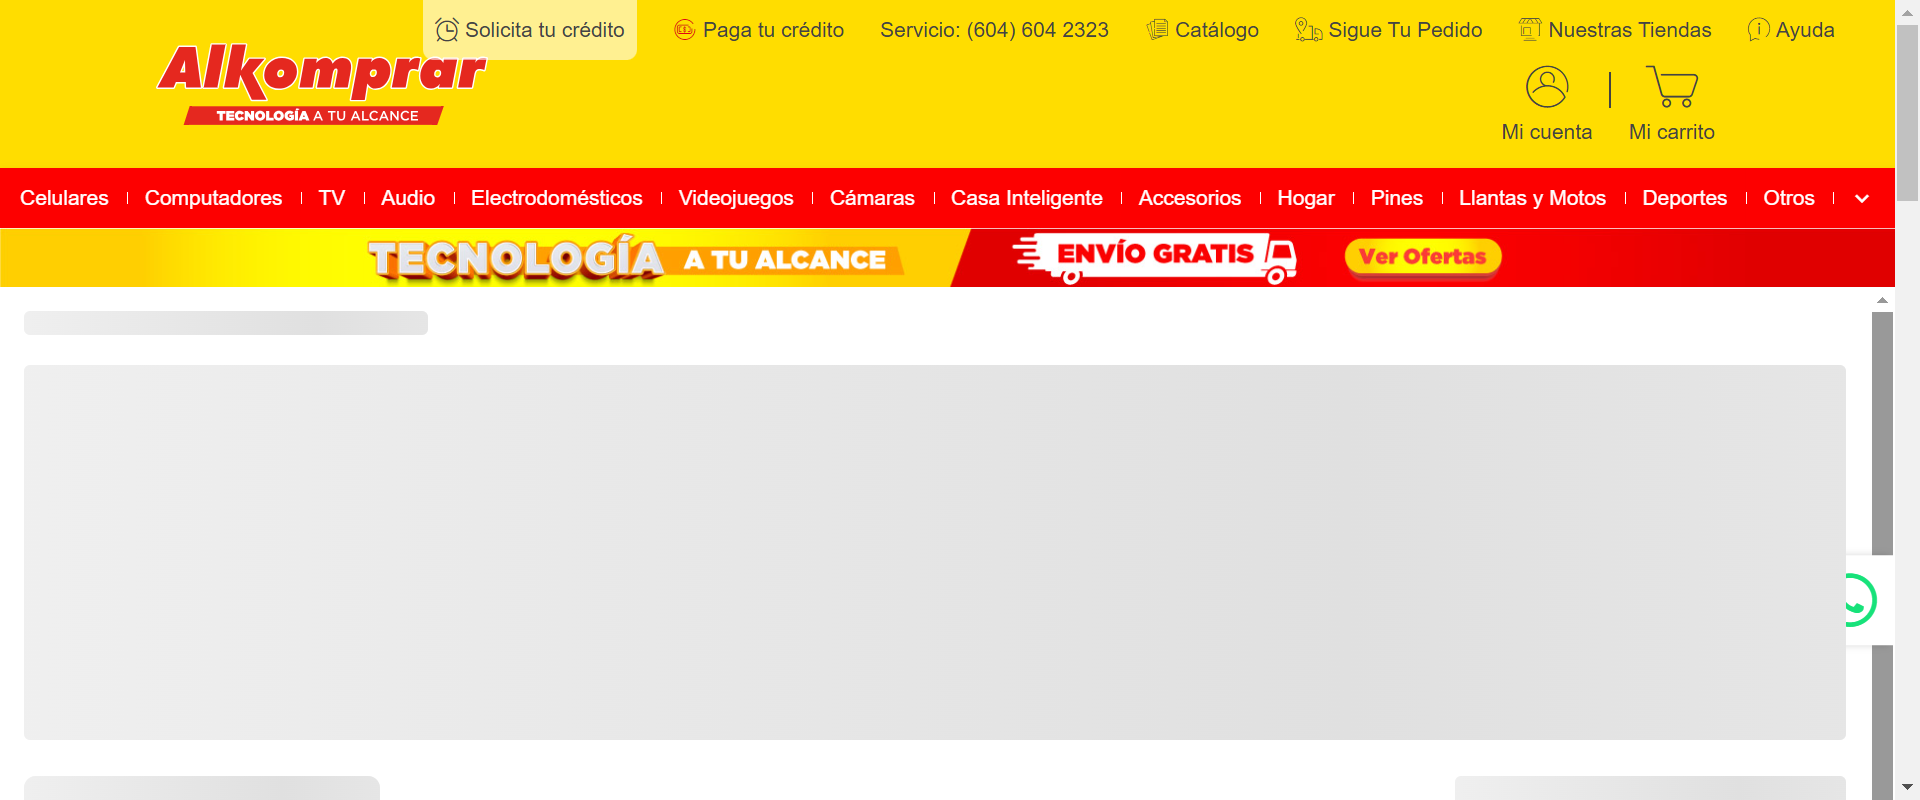 Solicita tu crédito
Paga tu crédito
Servicio: (604) 604 2323
Catálogo
Sigue Tu Pedido
Nuestras Tiendas
Ayuda
Alkomprar
TECNOLOGÍA A TU ALCANCE
Mi cuenta
Mi carrito
Celulares
Computadores
TV
Audio
Electrodomésticos
Videojuegos
Cámaras
Casa Inteligente
Accesorios
Hogar
Pines
Llantas y Motos
Deportes
Otros
TECNOLOGÍA A TU ALCANCE
ENVÍO GRATIS
Ver Ofertas